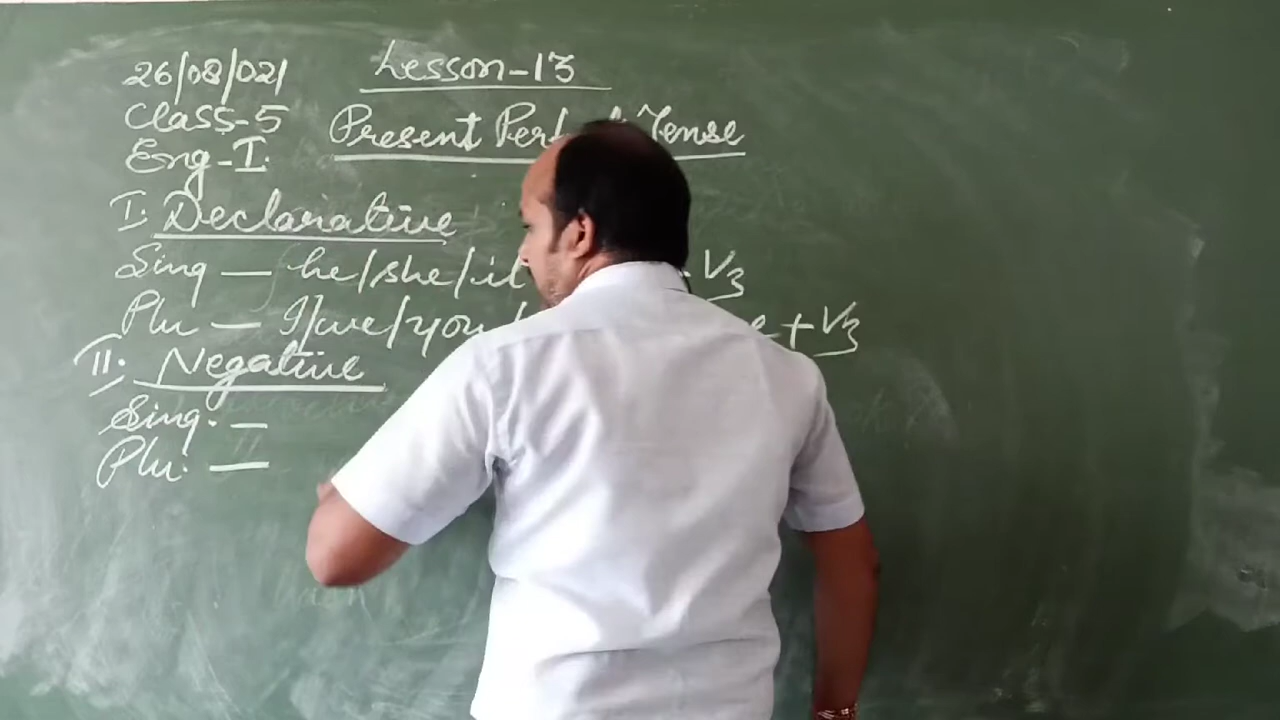 26/08/021
Lesson-13
Class-5
Present Tense
Eng-I.
I. Declarative
Sing — he/she/it V3
Plu — I/we/you + V3
II. Negative
Sing. —
Plu. —